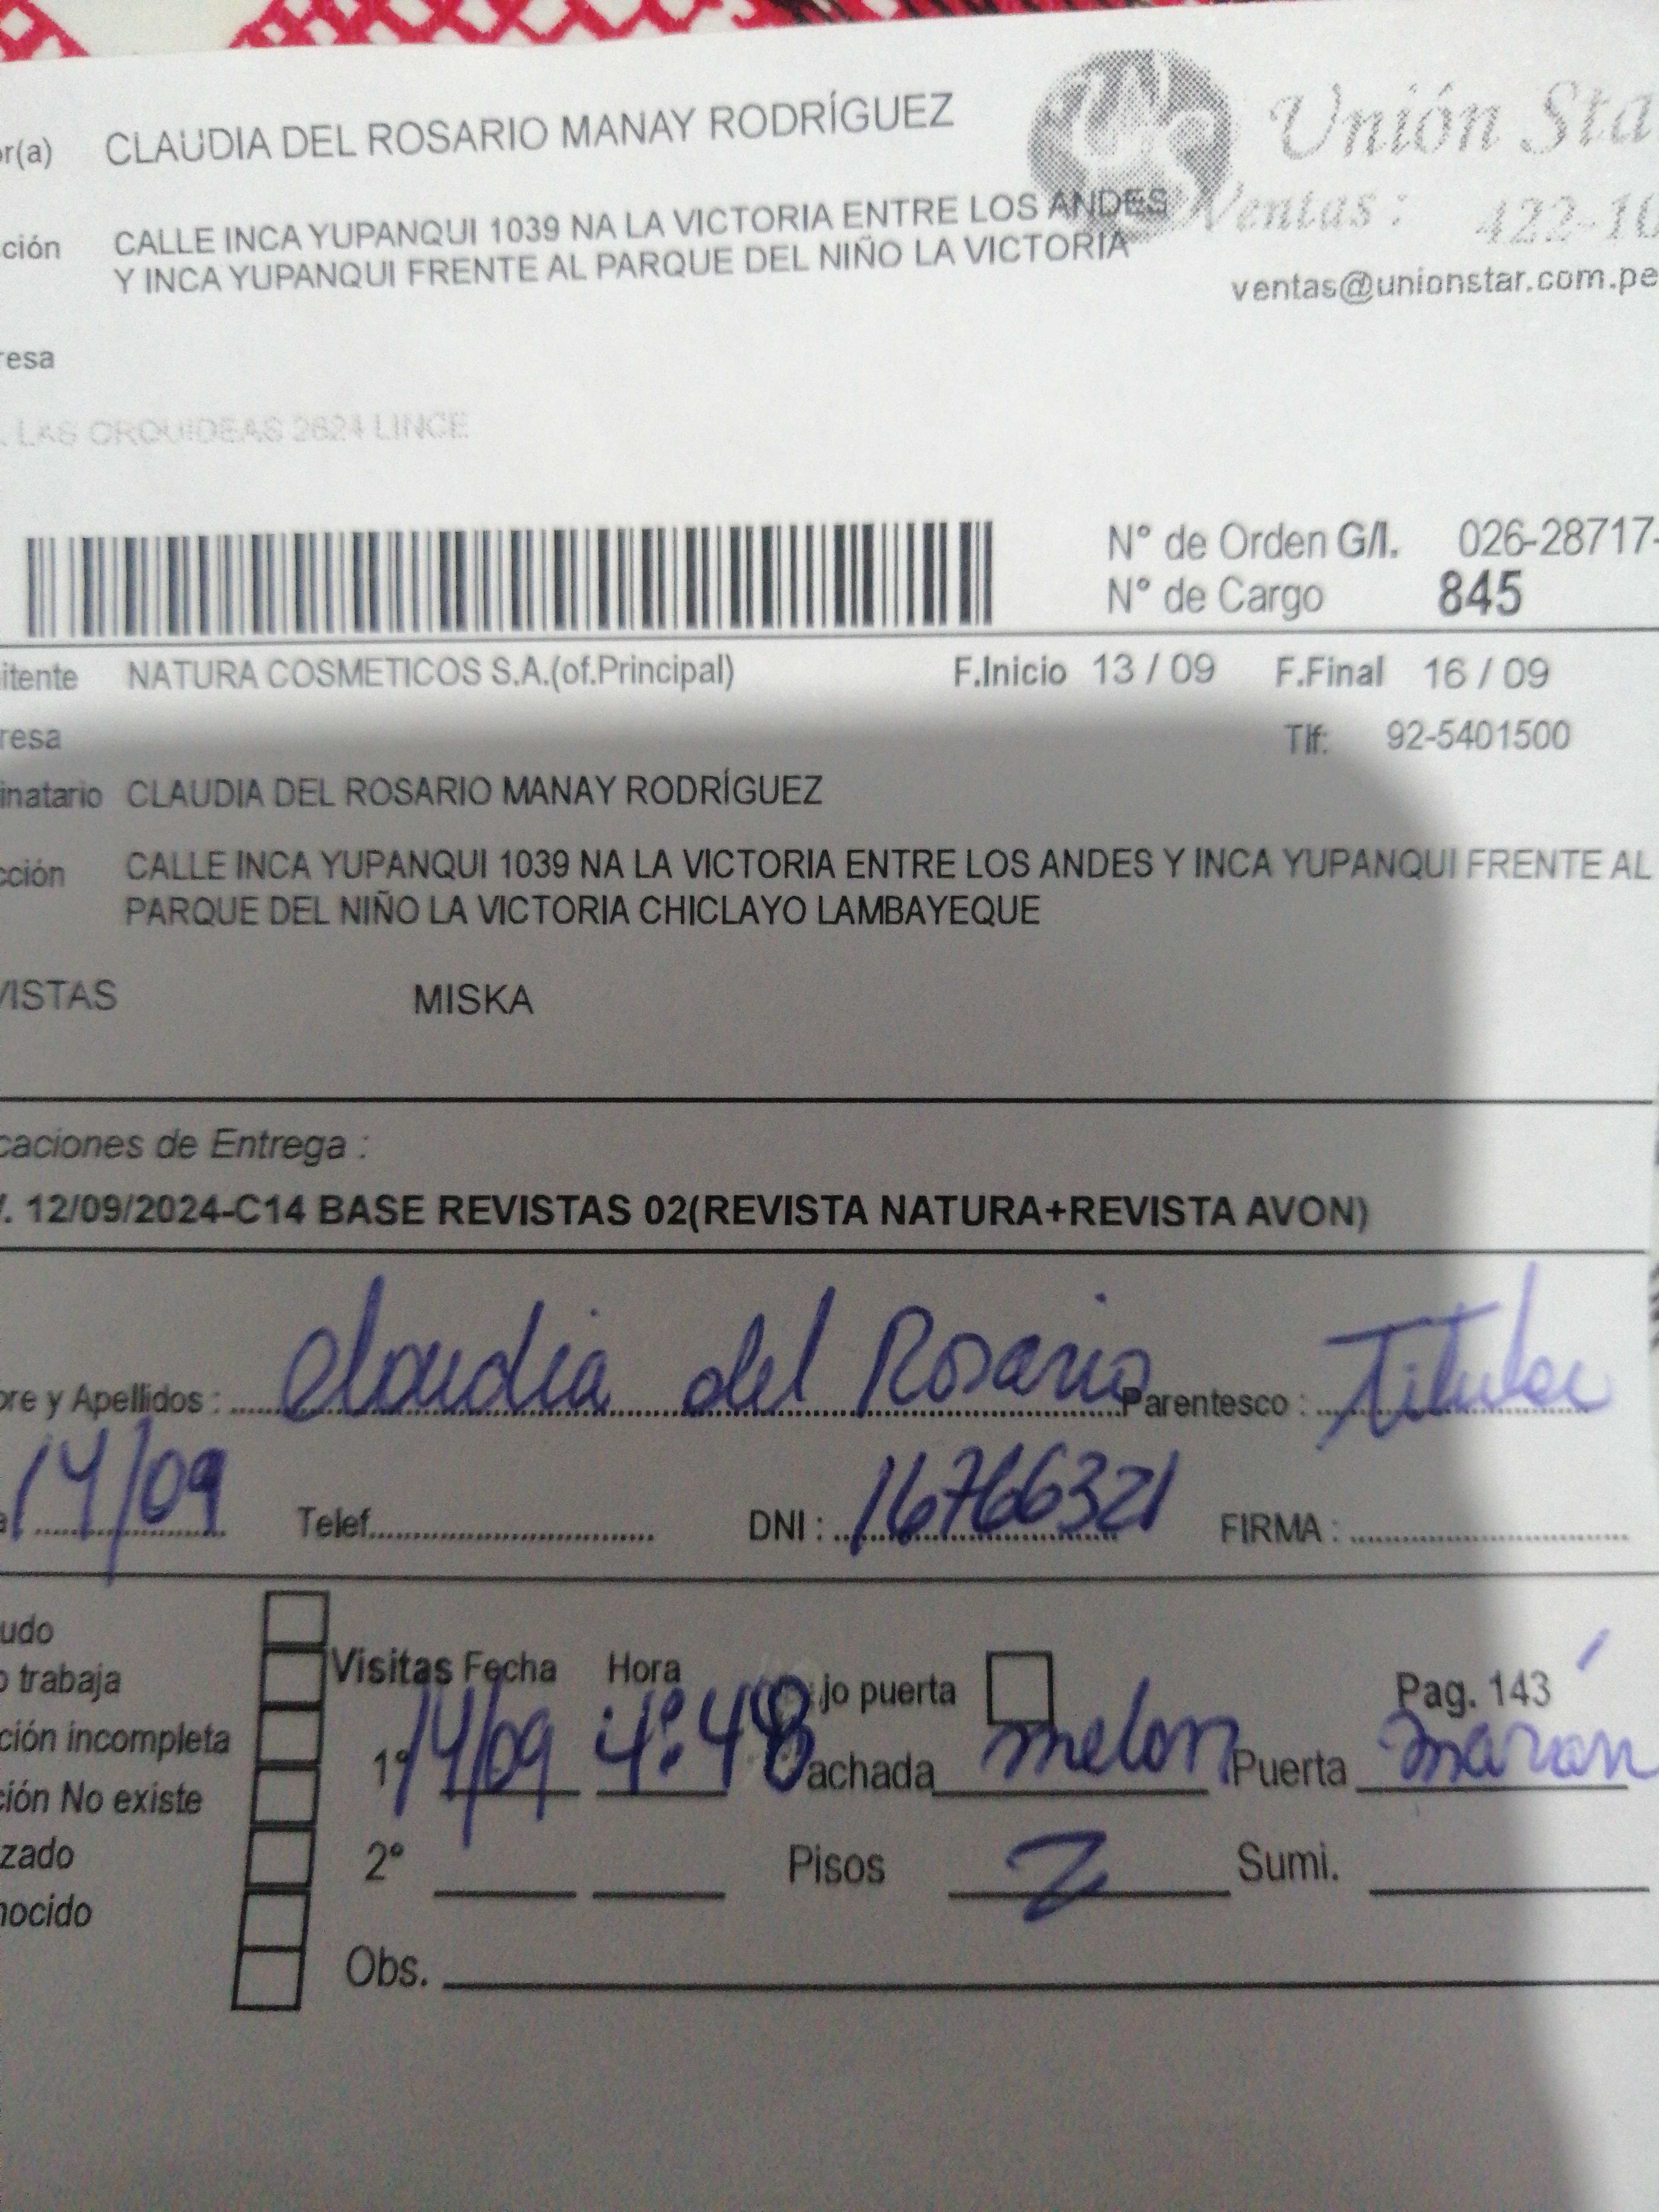 r(a) CLAUDIA DEL ROSARIO MANAY RODRÍGUEZ
Unión Sta
Ventas : 422-10
ción CALLE INCA YUPANQUI 1039 NA LA VICTORIA ENTRE LOS ANDES
Y INCA YUPANQUI FRENTE AL PARQUE DEL NIÑO LA VICTORIA
ventas@unionstar.com.pe
resa
LAS ORQUIDEAS 2624 LINCE
N° de Orden G/I. 026-28717-
N° de Cargo 845
itente NATURA COSMETICOS S.A.(of.Principal) F.Inicio 13 / 09 F.Final 16 / 09
resa Tlf: 92-5401500
inatario CLAUDIA DEL ROSARIO MANAY RODRÍGUEZ
cción CALLE INCA YUPANQUI 1039 NA LA VICTORIA ENTRE LOS ANDES Y INCA YUPANQUI FRENTE AL
PARQUE DEL NIÑO LA VICTORIA CHICLAYO LAMBAYEQUE
VISTAS MISKA
caciones de Entrega :
. 12/09/2024-C14 BASE REVISTAS 02(REVISTA NATURA+REVISTA AVON)
bre y Apellidos : Claudia del Rosario Parentesco : Titular
14/09 Telef. DNI : 16766321 FIRMA :
udo
Visitas Fecha Hora jo puerta Pag. 143
o trabaja
ción incompleta
1° 14/09 4:48 achada melon Puerta marón
ción No existe
zado 2° Pisos 2 Sumi.
nocido
Obs.